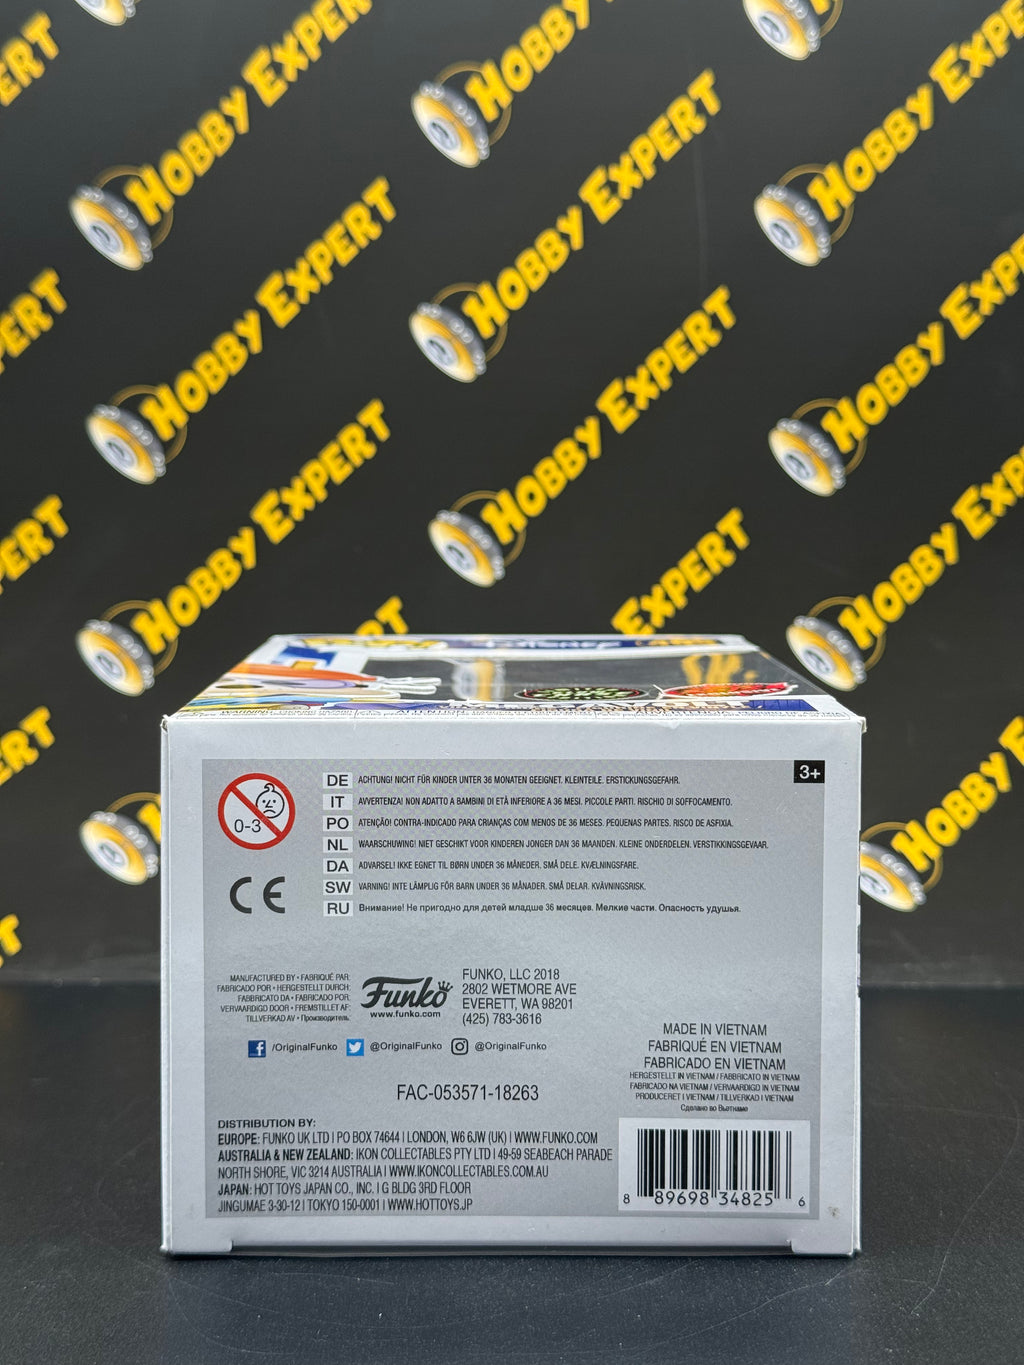 HOBBY EXPERT
HOBBY EXPERT
HOBBY EXPERT
HOBBY EXPERT
HOBBY EXPERT
HOBBY EXPERT
HOBBY EXPERT
HOBBY EXPERT
HOBBY EXPERT
3+
0-3
DE ACHTUNG! NICHT FÜR KINDER UNTER 36 MONATEN GEEIGNET. KLEINTEILE. ERSTICKUNGSGEFAHR.
IT AVVERTENZA! NON ADATTO A BAMBINI DI ETÀ INFERIORE A 36 MESI. PICCOLE PARTI. RISCHIO DI SOFFOCAMENTO.
PO ATENÇÃO! CONTRA-INDICADO PARA CRIANÇAS COM MENOS DE 36 MESES. PEQUENAS PARTES. RISCO DE ASFIXIA.
NL WAARSCHUWING! NIET GESCHIKT VOOR KINDEREN JONGER DAN 36 MAANDEN. KLEINE ONDERDELEN. VERSTIKKINGSGEVAAR.
DA ADVARSEL! IKKE EGNET TIL BØRN UNDER 36 MÅNEDER. SMÅ DELE. KVÆLNINGSFARE.
SW VARNING! INTE LÄMPLIG FÖR BARN UNDER 36 MÅNADER. SMÅ DELAR. KVÄVNINGSRISK.
RU Внимание! Не пригодно для детей младше 36 месяцев. Мелкие части. Опасность удушья.
CE
MANUFACTURED BY • FABRIQUÉ PAR:
FABRICADO POR • HERGESTELLT DURCH:
FABBRICATO DA • FABRICADO POR:
VERVAARDIGD DOOR • FREMSTILLET AF:
TILLVERKAD AV • Производитель:
Funko
www.funko.com
FUNKO, LLC 2018
2802 WETMORE AVE
EVERETT, WA 98201
(425) 783-3616
/OriginalFunko @OriginalFunko @OriginalFunko
FAC-053571-18263
MADE IN VIETNAM
FABRIQUÉ EN VIETNAM
FABRICADO EN VIETNAM
HERGESTELLT IN VIETNAM / FABBRICATO IN VIETNAM
FABRICADO NA VIETNAM / VERVAARDIGD IN VIETNAM
PRODUCERET I VIETNAM / TILLVERKAD I VIETNAM
Сделано во Вьетнаме
DISTRIBUTION BY:
EUROPE: FUNKO UK LTD | PO BOX 74644 | LONDON, W6 6JW (UK) | WWW.FUNKO.COM
AUSTRALIA & NEW ZEALAND: IKON COLLECTABLES PTY LTD | 49-59 SEABEACH PARADE
NORTH SHORE, VIC 3214 AUSTRALIA | WWW.IKONCOLLECTABLES.COM.AU
JAPAN: HOT TOYS JAPAN CO., INC. | G BLDG 3RD FLOOR
JINGUMAE 3-30-12 | TOKYO 150-0001 | WWW.HOTTOYS.JP
8 89698 34825 6